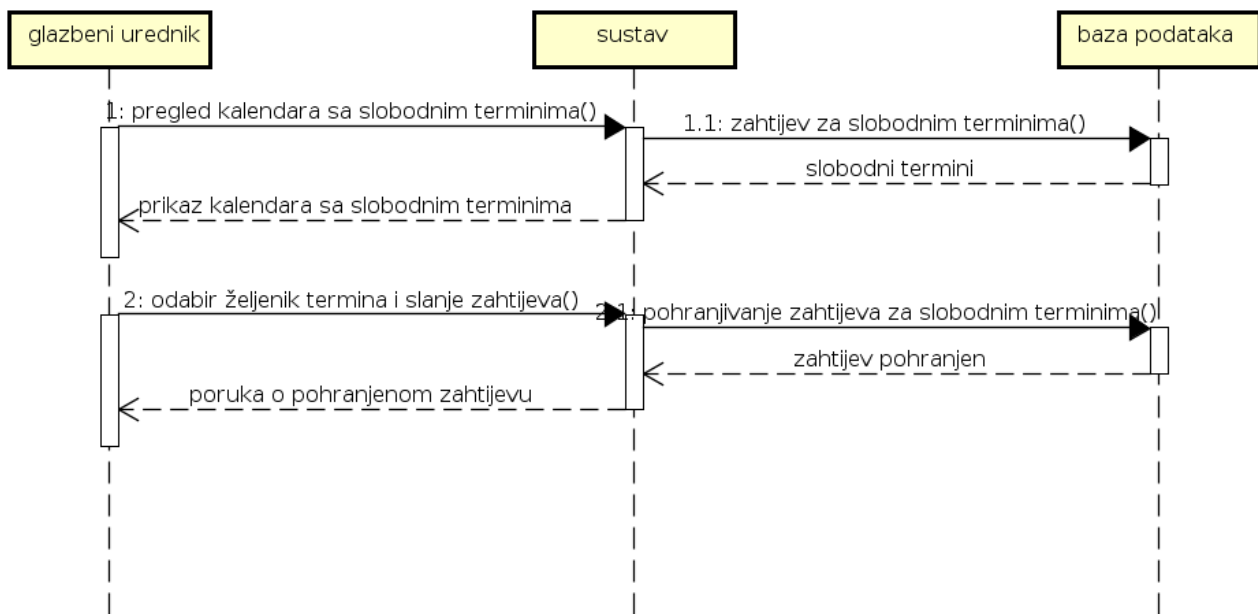 glazbeni urednik
sustav
baza podataka
1: pregled kalendara sa slobodnim terminima()
1.1: zahtijev za slobodnim terminima()
slobodni termini
prikaz kalendara sa slobodnim terminima
2: odabir željenik termina i slanje zahtijeva()
2.1: pohranjivanje zahtijeva za slobodnim terminima()
zahtijev pohranjen
poruka o pohranjenom zahtijevu